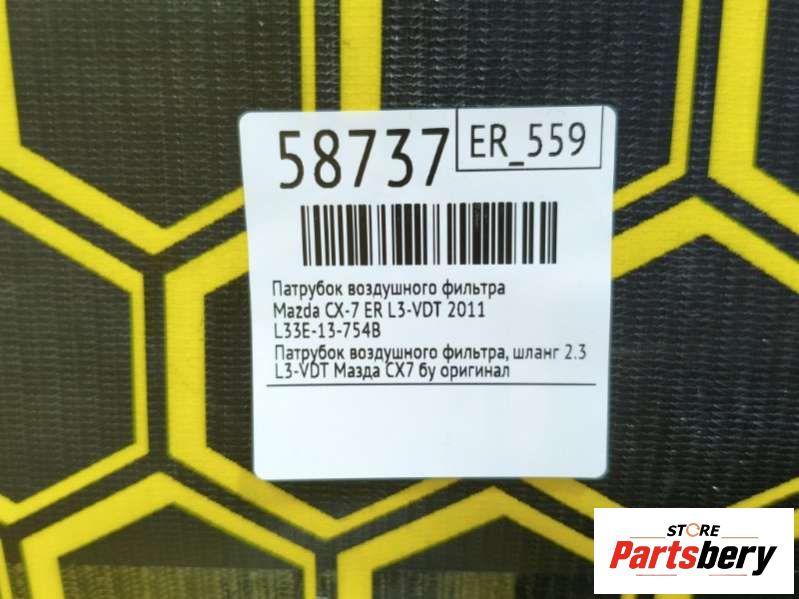 58737
ER_559
Патрубок воздушного фильтра
Mazda CX-7 ER L3-VDT 2011
L33E-13-754B
Патрубок воздушного фильтра, шланг 2.3
L3-VDT Мазда СХ7 бу оригинал
STORE
Partsbery